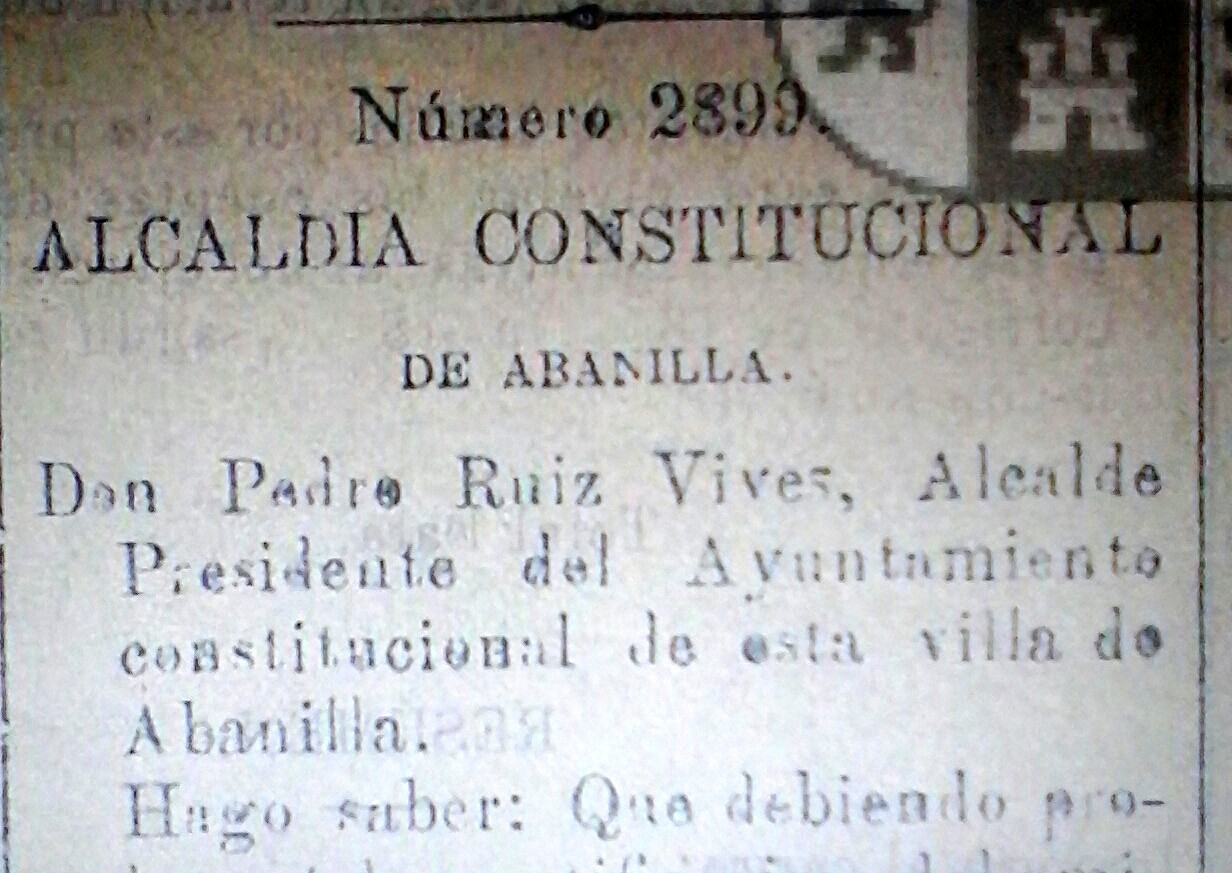 Número 2899.
ALCALDIA CONSTITUCIONAL
DE ABANILLA.
Don Pedro Ruiz Vives, Alcalde
Presidente del Ayuntamiento
constitucional de esta villa de
Abanilla.
Hago saber: Que debiendo pro-